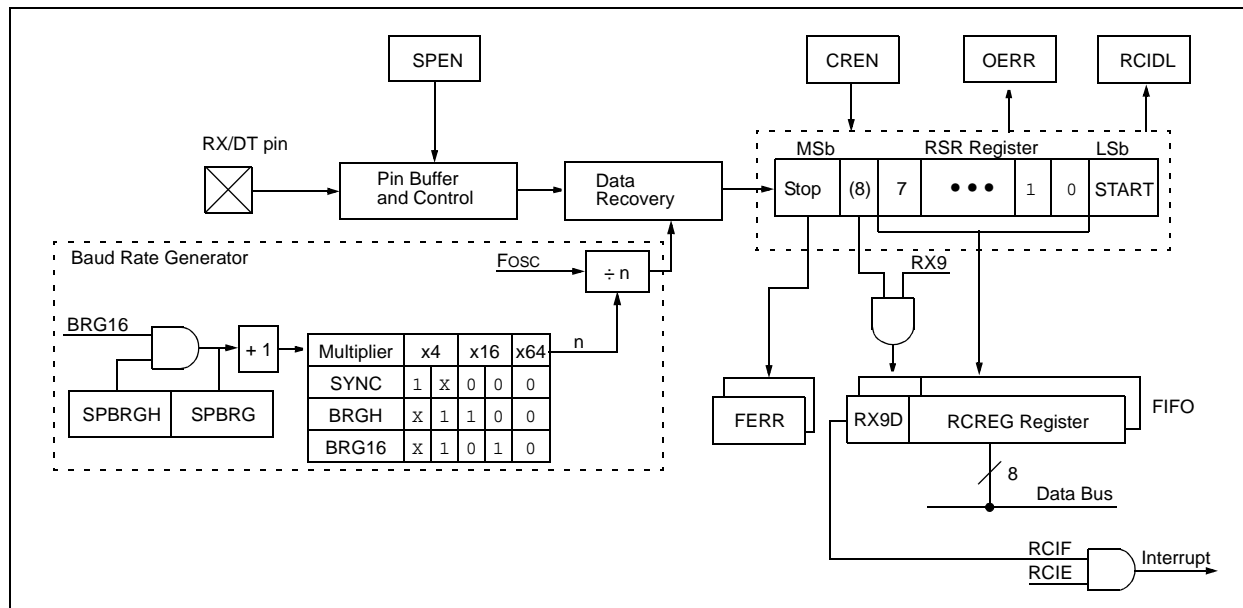 SPEN
CREN
OERR
RCIDL
RX/DT pin
Pin Buffer
and Control
Data
Recovery
MSb RSR Register LSb
Stop (8) 7 ••• 1 0 START
Baud Rate Generator
FOSC
÷ n
RX9
BRG16
+ 1
n
Multiplier x4 x16 x64
SYNC 1 X 0 0 0
BRGH X 1 1 0 0
BRG16 X 1 0 1 0
SPBRGH SPBRG
FERR
RX9D RCREG Register
FIFO
8
Data Bus
RCIF
RCIE
Interrupt